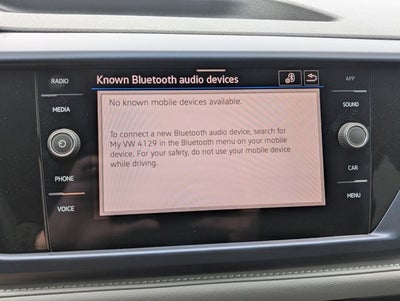 RADIO
Known Bluetooth audio devices
APP
MEDIA
No known mobile devices available.
SOUND
To connect a new Bluetooth audio device, search for
My VW 4129 in the Bluetooth menu on your mobile
device. For your safety, do not use your mobile device
while driving.
PHONE
CAR
VOICE
MENU